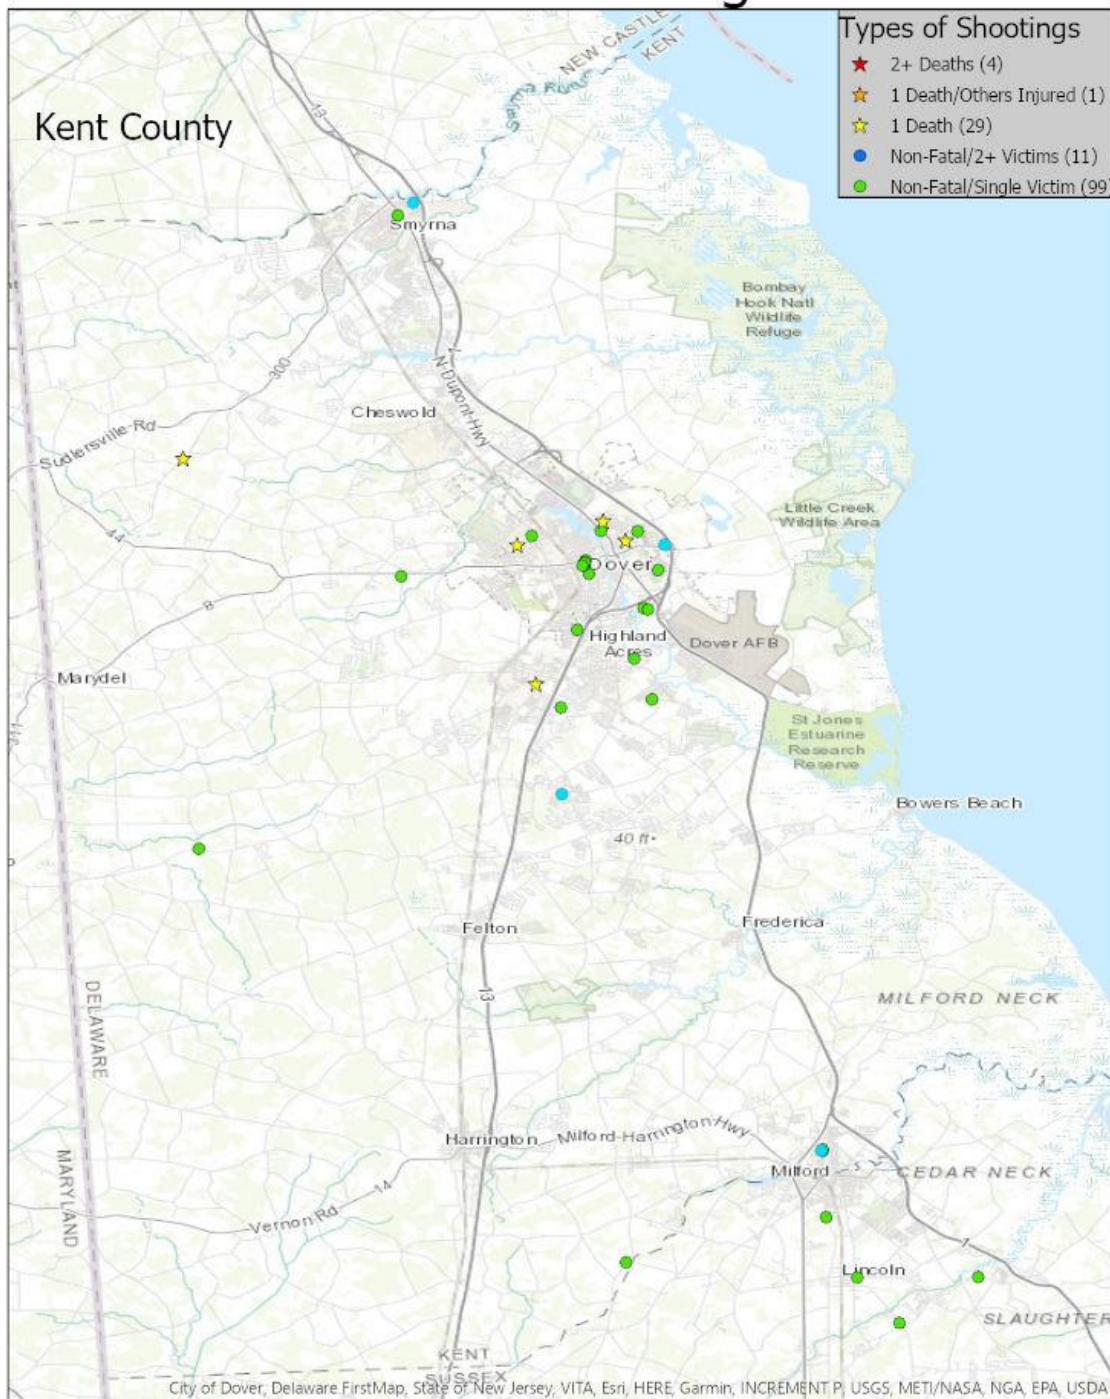 Kent County
Types of Shootings
2+ Deaths (4)
1 Death/Others Injured (1)
1 Death (29)
Non-Fatal/2+ Victims (11)
Non-Fatal/Single Victim (99)
NEW CASTLE
KENT
Smyrna River
13
Smyrna
1
Bombay
Hook Natl
Wildlife
Refuge
300
N Dupont Hwy
Cheswold
Sudlersville Rd
Little Creek
Wildlife Area
44
Dover
8
Highland
Acres
Dover AFB
Marydel
St Jones
Estuarine
Research
Reserve
Bowers Beach
40 ft
Felton
Frederica
13
MILFORD NECK
DELAWARE
MARYLAND
Harrington
Milford-Harrington Hwy
Milford
CEDAR NECK
14
Vernon Rd
1
Lincoln
SLAUGHTER
KENT
SUSSEX
City of Dover, Delaware FirstMap, State of New Jersey, VITA, Esri, HERE, Garmin, INCREMENT P, USGS, METI/NASA, NGA, EPA, USDA